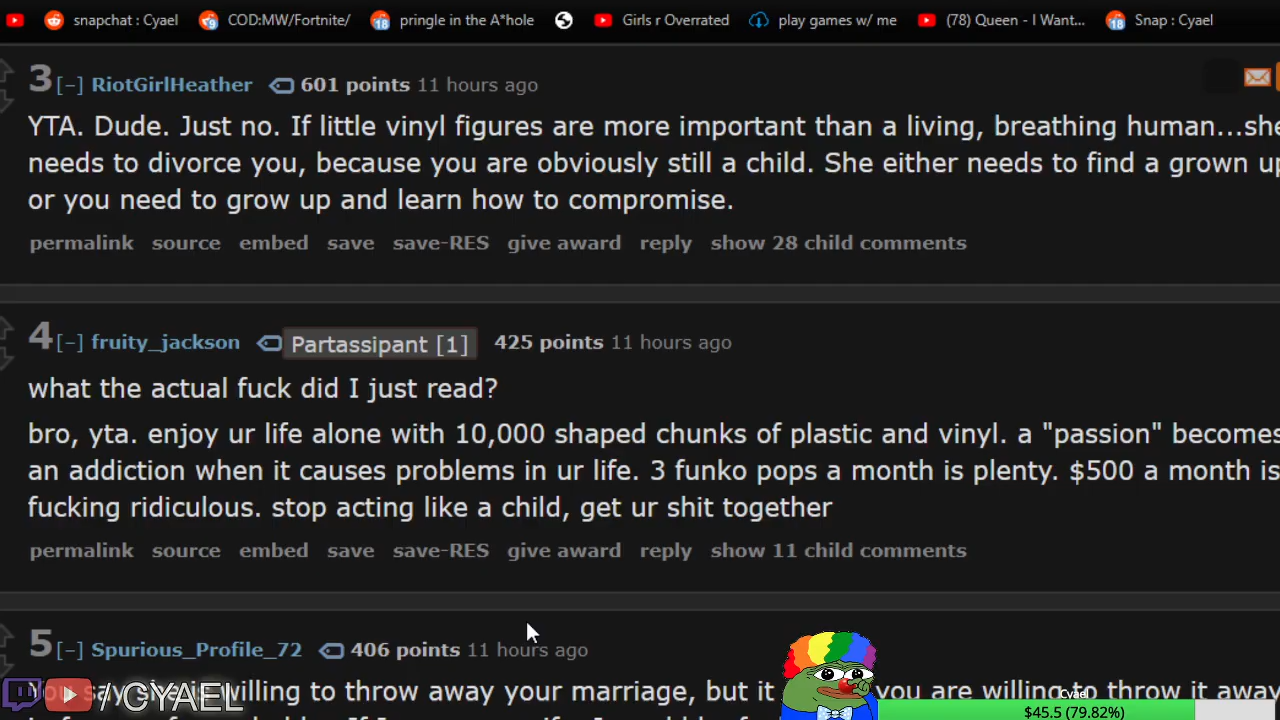 snapchat : Cyael COD:MW/Fortnite/ pringle in the A*hole Girls r Overrated play games w/ me (78) Queen - I Want... Snap : Cyael
3 [–] RiotGirlHeather 601 points 11 hours ago
YTA. Dude. Just no. If little vinyl figures are more important than a living, breathing human...she
needs to divorce you, because you are obviously still a child. She either needs to find a grown up
or you need to grow up and learn how to compromise.
permalink source embed save save-RES give award reply show 28 child comments
4 [–] fruity_jackson Partassipant [1] 425 points 11 hours ago
what the actual fuck did I just read?
bro, yta. enjoy ur life alone with 10,000 shaped chunks of plastic and vinyl. a "passion" becomes
an addiction when it causes problems in ur life. 3 funko pops a month is plenty. $500 a month is
fucking ridiculous. stop acting like a child, get ur shit together
permalink source embed save save-RES give award reply show 11 child comments
5 [–] Spurious_Profile_72 406 points 11 hours ago
You say willing to throw away your marriage, but it you are willing to throw it away
/CYAEL
Cyael
$45.5 (79.82%)